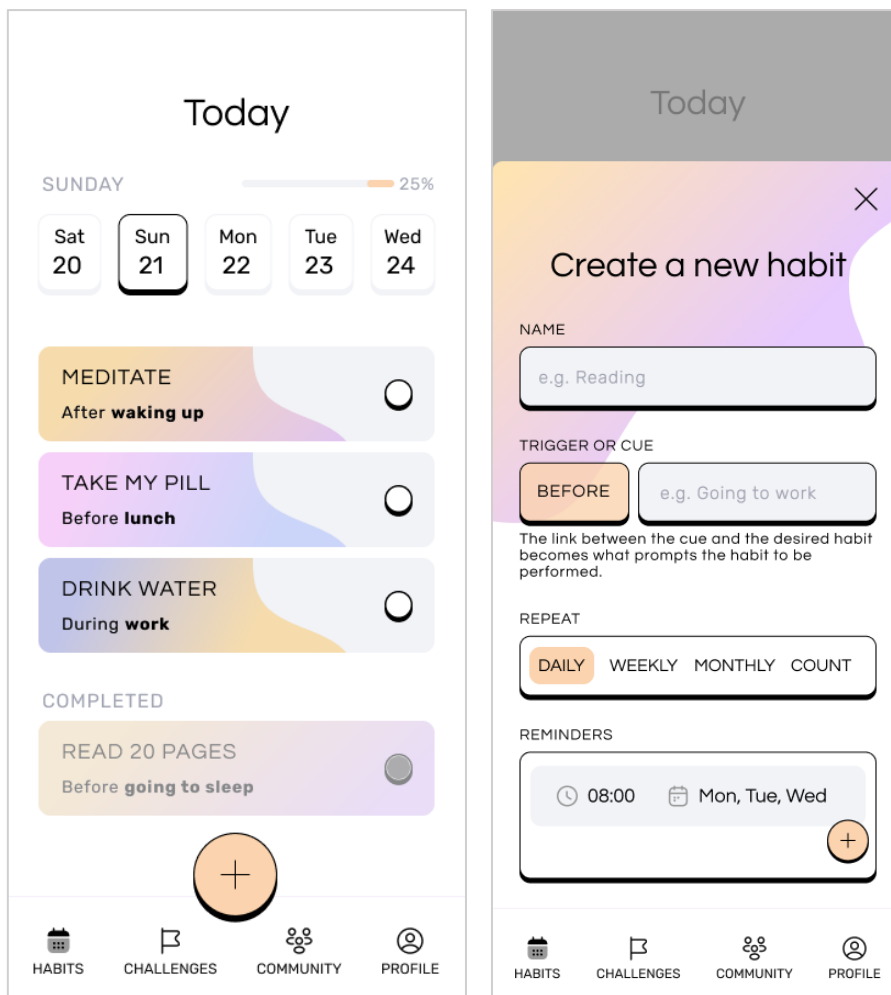 Today
SUNDAY 25%
Sat Sun Mon Tue Wed
20 21 22 23 24
MEDITATE
After waking up
TAKE MY PILL
Before lunch
DRINK WATER
During work
COMPLETED
READ 20 PAGES
Before going to sleep
HABITS CHALLENGES COMMUNITY PROFILE
Today
Create a new habit
NAME
e.g. Reading
TRIGGER OR CUE
BEFORE e.g. Going to work
The link between the cue and the desired habit
becomes what prompts the habit to be
performed.
REPEAT
DAILY WEEKLY MONTHLY COUNT
REMINDERS
08:00 Mon, Tue, Wed
HABITS CHALLENGES COMMUNITY PROFILE